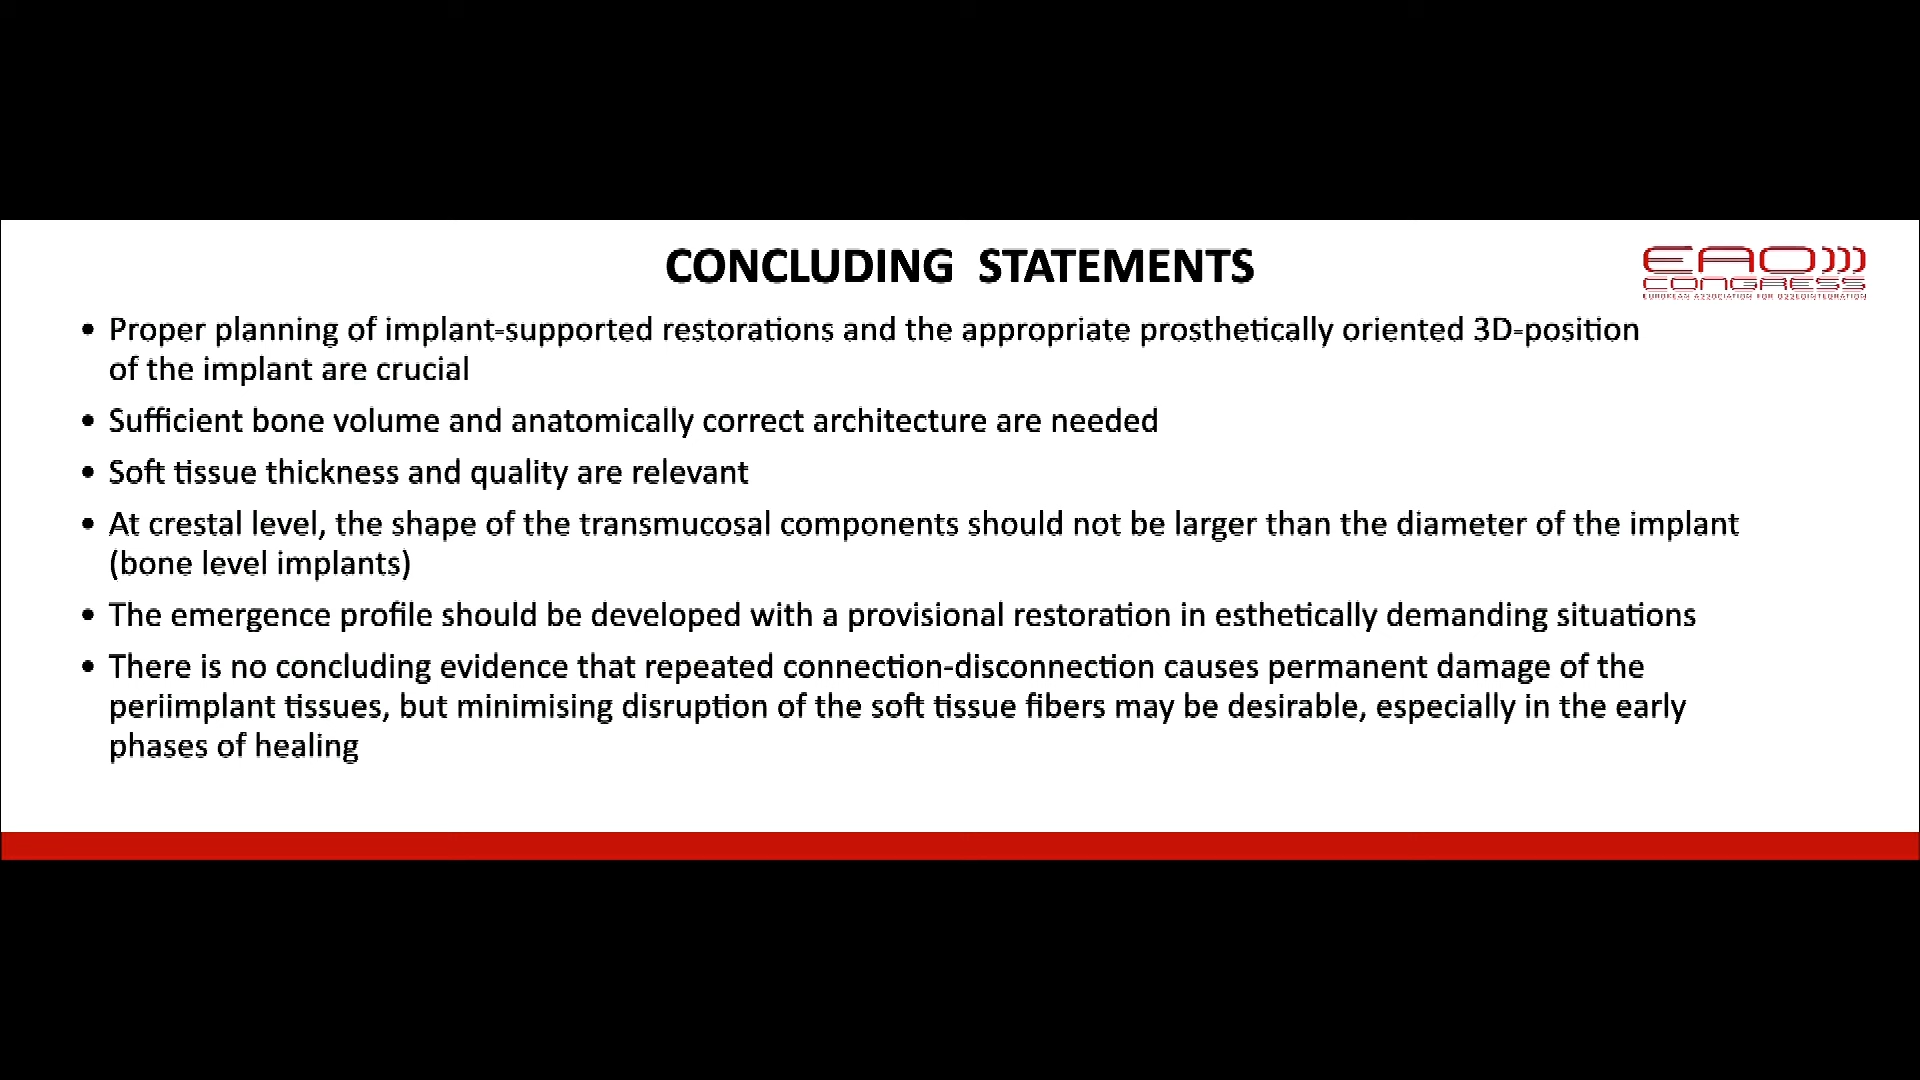 CONCLUDING STATEMENTS
EAO)))
CONGRESS
EUROPEAN ASSOCIATION FOR OSSEOINTEGRATION
• Proper planning of implant-supported restorations and the appropriate prosthetically oriented 3D-position
of the implant are crucial
• Sufficient bone volume and anatomically correct architecture are needed
• Soft tissue thickness and quality are relevant
• At crestal level, the shape of the transmucosal components should not be larger than the diameter of the implant
(bone level implants)
• The emergence profile should be developed with a provisional restoration in esthetically demanding situations
• There is no concluding evidence that repeated connection-disconnection causes permanent damage of the
periimplant tissues, but minimising disruption of the soft tissue fibers may be desirable, especially in the early
phases of healing